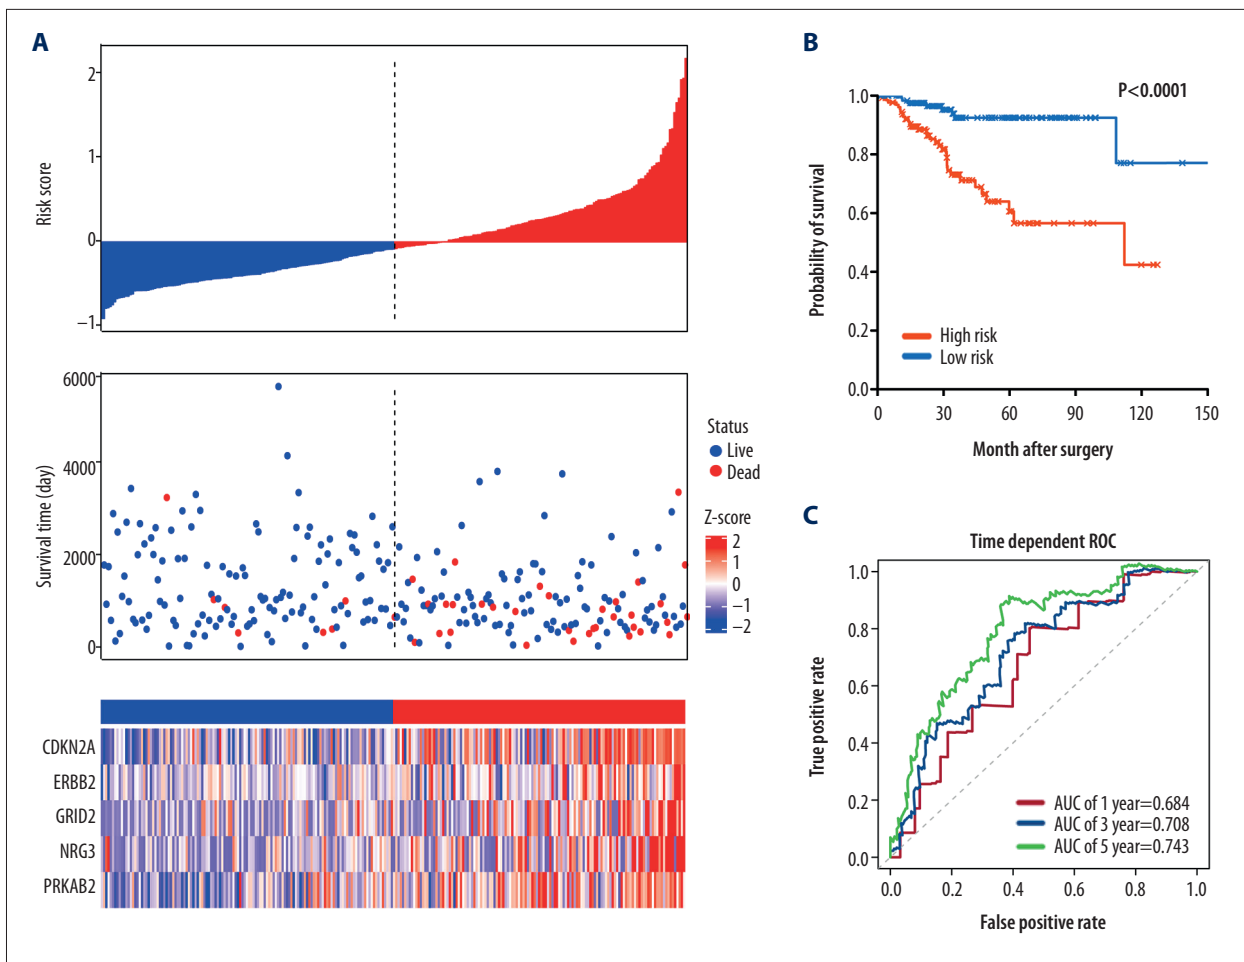 A
2
1
0
−1
Risk score
6000
4000
2000
0
Survival time (day)
Status
Live
Dead
Z-score
2
1
0
−1
−2
CDKN2A
ERBB2
GRID2
NRG3
PRKAB2
B
P<0.0001
1.0
0.8
0.6
0.4
0.2
0.0
Probability of survival
High risk
Low risk
0 30 60 90 120 150
Month after surgery
C
Time dependent ROC
1.0
0.8
0.6
0.4
0.2
0.0
True positive rate
AUC of 1 year=0.684
AUC of 3 year=0.708
AUC of 5 year=0.743
0.0 0.2 0.4 0.6 0.8 1.0
False positive rate